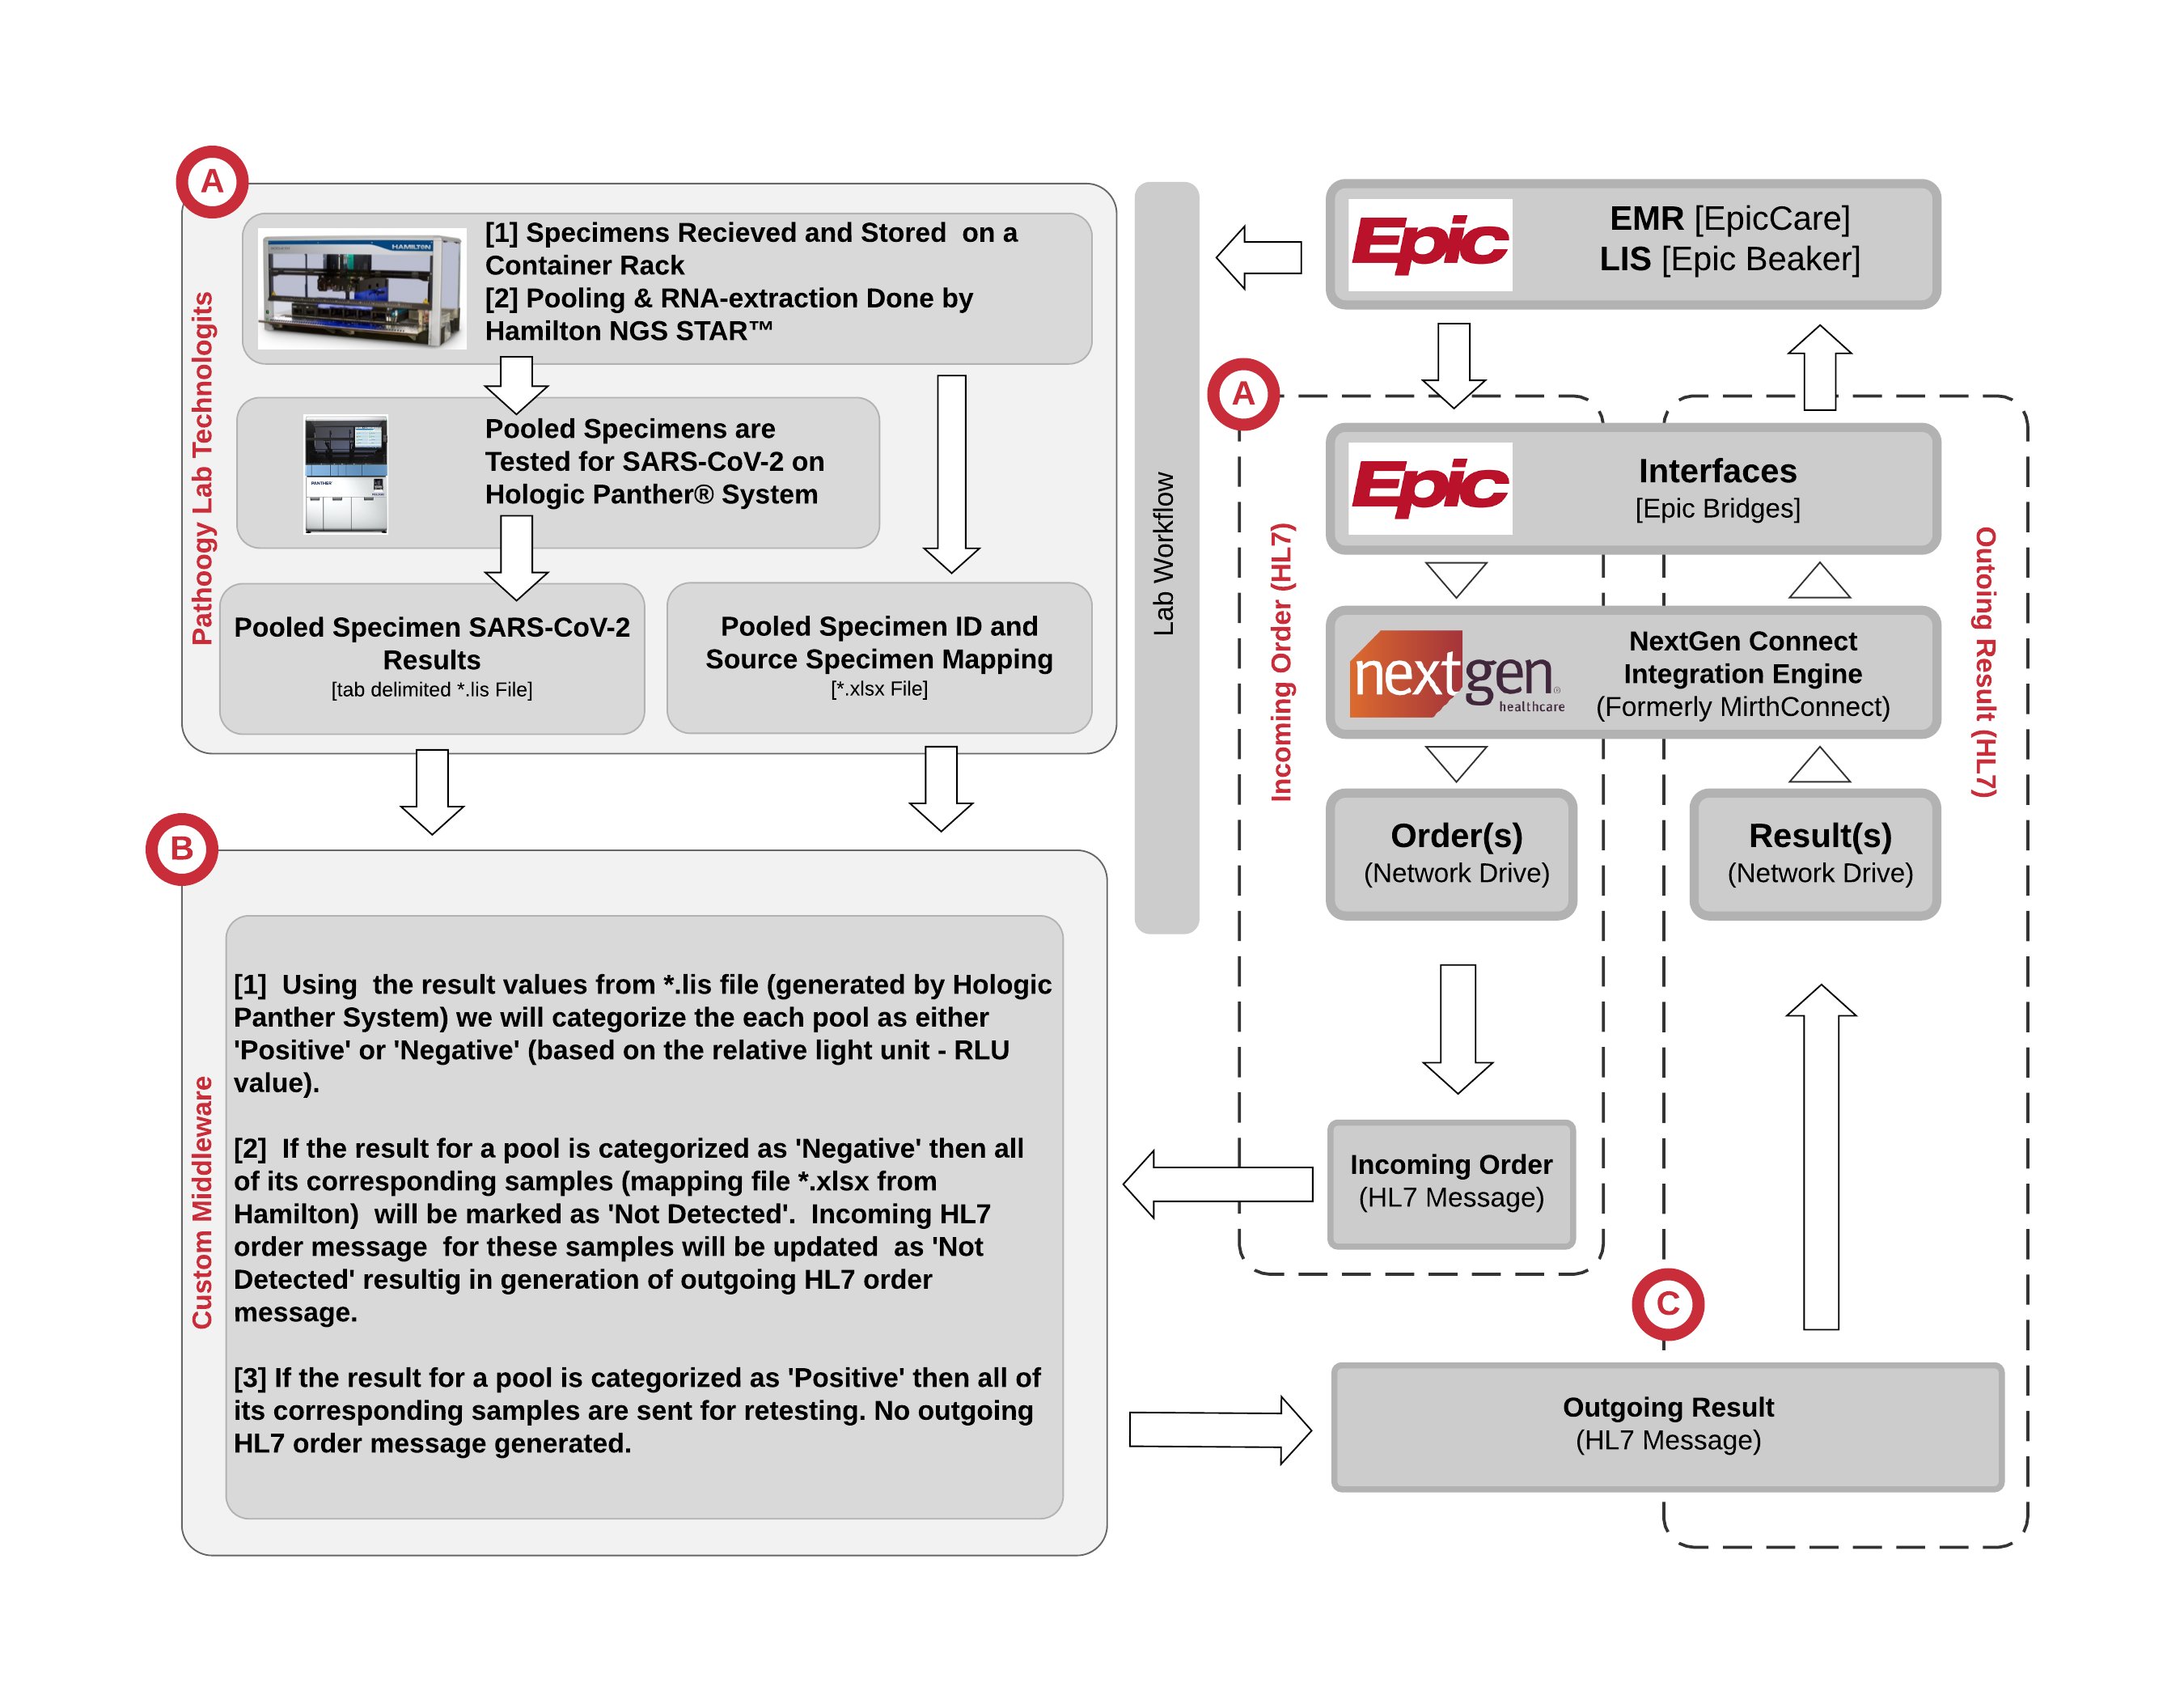 A
Pathoogy Lab Technologits
HAMILTON
[1] Specimens Recieved and Stored  on a
Container Rack
[2] Pooling & RNA-extraction Done by
Hamilton NGS STAR™
PANTHER
Pooled Specimens are
Tested for SARS-CoV-2 on
Hologic Panther® System
Pooled Specimen SARS-CoV-2
Results
[tab delimited *.lis File]
Pooled Specimen ID and
Source Specimen Mapping
[*.xlsx File]
B
Custom Middleware
[1]  Using  the result values from *.lis file (generated by Hologic
Panther System) we will categorize the each pool as either
'Positive' or 'Negative' (based on the relative light unit - RLU
value).
[2]  If the result for a pool is categorized as 'Negative' then all
of its corresponding samples (mapping file *.xlsx from
Hamilton)  will be marked as 'Not Detected'.  Incoming HL7
order message  for these samples will be updated  as 'Not
Detected' resultig in generation of outgoing HL7 order
message.
[3] If the result for a pool is categorized as 'Positive' then all of
its corresponding samples are sent for retesting. No outgoing
HL7 order message generated.
Lab Workflow
Epic
EMR [EpicCare]
LIS [Epic Beaker]
A
Incoming Order (HL7)
Epic
Interfaces
[Epic Bridges]
nextgen®
healthcare
NextGen Connect
Integration Engine
(Formerly MirthConnect)
Outoing Result (HL7)
Order(s)
(Network Drive)
Result(s)
(Network Drive)
Incoming Order
(HL7 Message)
C
Outgoing Result
(HL7 Message)